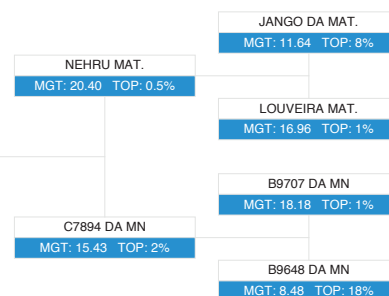 JANGO DA MAT.
MGT: 11.64 TOP: 8%
NEHRU MAT.
MGT: 20.40 TOP: 0.5%
LOUVEIRA MAT.
MGT: 16.96 TOP: 1%
B9707 DA MN
MGT: 18.18 TOP: 1%
C7894 DA MN
MGT: 15.43 TOP: 2%
B9648 DA MN
MGT: 8.48 TOP: 18%